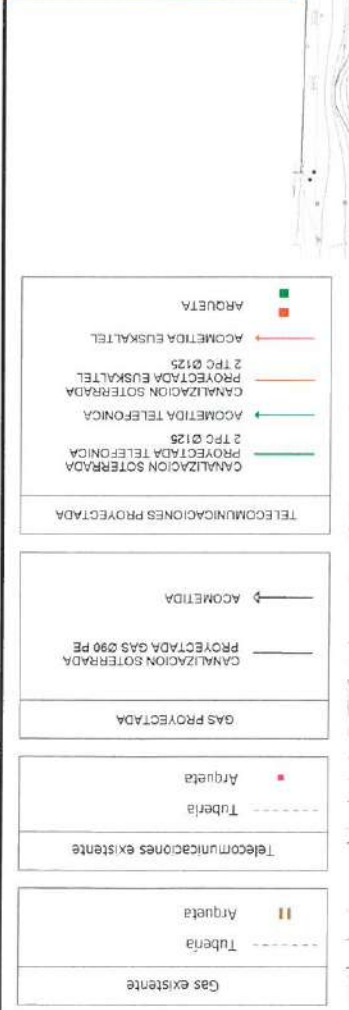 Gas existente
Tubería
Arqueta
Telecomunicaciones existente
Tubería
Arqueta
GAS PROYECTADA
CANALIZACION SOTERRADA
PROYECTADA GAS Ø90 PE
ACOMETIDA
TELECOMUNICACIONES PROYECTADA
CANALIZACION SOTERRADA
PROYECTADA TELEFONICA
2 TPC Ø125
ACOMETIDA TELEFONICA
CANALIZACION SOTERRADA
PROYECTADA EUSKALTEL
2 TPC Ø125
ACOMETIDA EUSKALTEL
ARQUETA